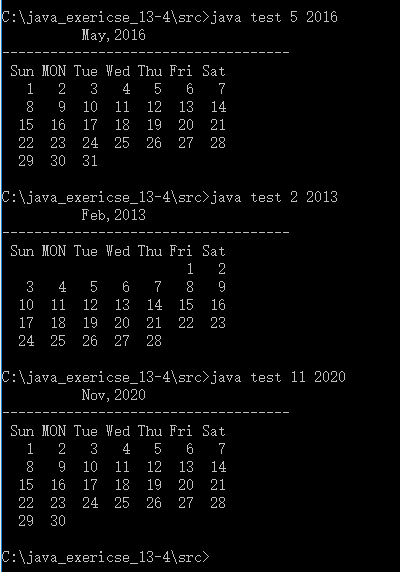 C:\java_exericse_13-4\src>java test 5 2016
May,2016
-----------------------------------
Sun MON Tue Wed Thu Fri Sat
1 2 3 4 5 6 7
8 9 10 11 12 13 14
15 16 17 18 19 20 21
22 23 24 25 26 27 28
29 30 31
C:\java_exericse_13-4\src>java test 2 2013
Feb,2013
-----------------------------------
Sun MON Tue Wed Thu Fri Sat
1 2
3 4 5 6 7 8 9
10 11 12 13 14 15 16
17 18 19 20 21 22 23
24 25 26 27 28
C:\java_exericse_13-4\src>java test 11 2020
Nov,2020
-----------------------------------
Sun MON Tue Wed Thu Fri Sat
1 2 3 4 5 6 7
8 9 10 11 12 13 14
15 16 17 18 19 20 21
22 23 24 25 26 27 28
29 30
C:\java_exericse_13-4\src>